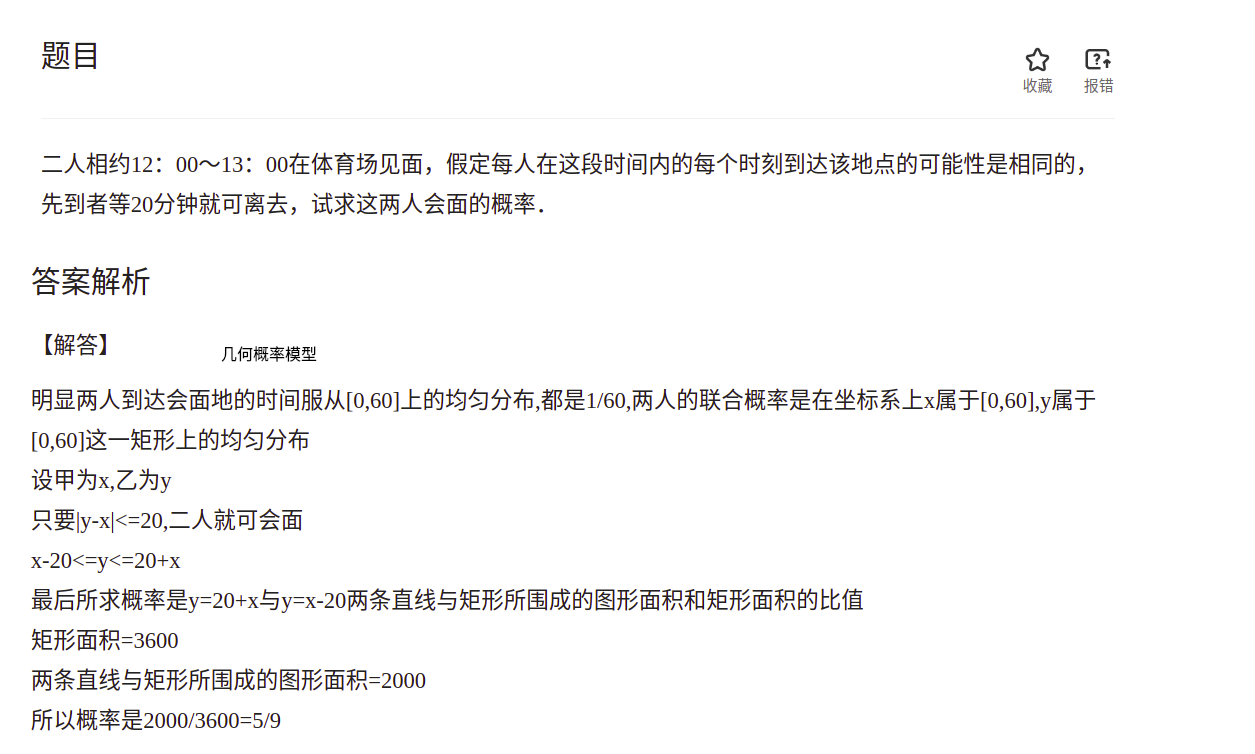 题目
收藏
报错
二人相约12：00～13：00在体育场见面，假定每人在这段时间内的每个时刻到达该地点的可能性是相同的，
先到者等20分钟就可离去，试求这两人会面的概率．
答案解析
【解答】
几何概率模型
明显两人到达会面地的时间服从[0,60]上的均匀分布,都是1/60,两人的联合概率是在坐标系上x属于[0,60],y属于
[0,60]这一矩形上的均匀分布
设甲为x,乙为y
只要|y-x|<=20,二人就可会面
x-20<=y<=20+x
最后所求概率是y=20+x与y=x-20两条直线与矩形所围成的图形面积和矩形面积的比值
矩形面积=3600
两条直线与矩形所围成的图形面积=2000
所以概率是2000/3600=5/9